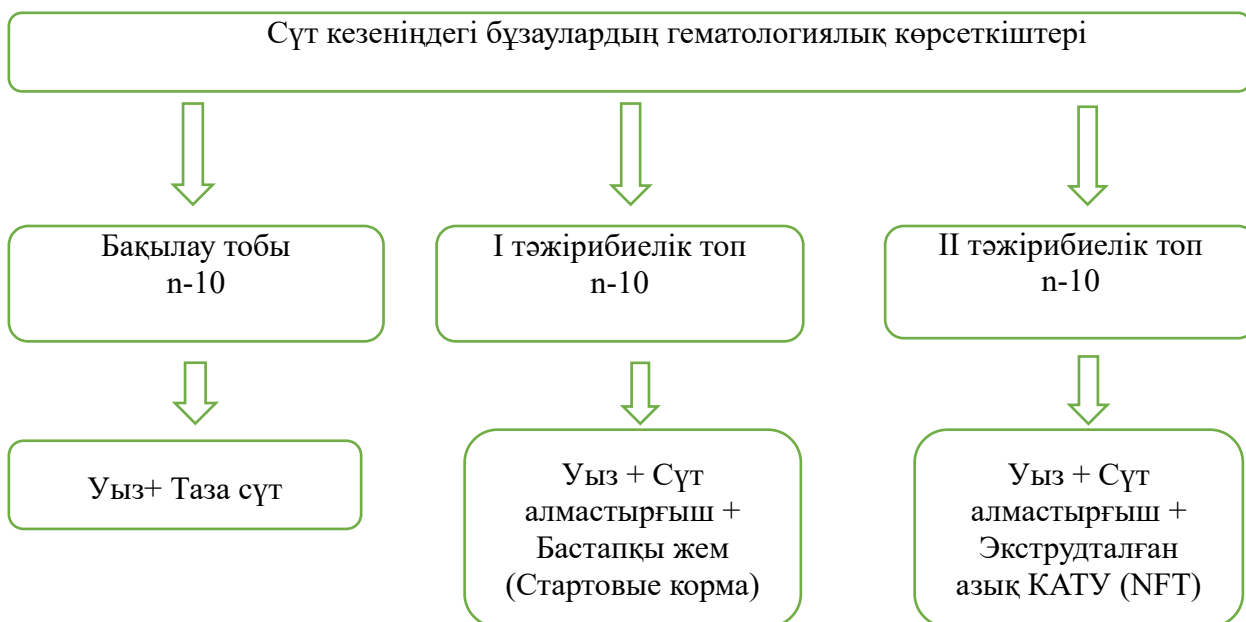 Сүт кезеніңдегі бұзаулардың гематологиялық көрсеткіштері
Бақылау тобы
n-10
I тәжірибиелік топ
n-10
II тәжірибиелік топ
n-10
Уыз+ Таза сүт
Уыз + Сүт
алмастырғыш +
Бастапқы жем
(Стартовые корма)
Уыз + Сүт
алмастырғыш +
Экструдталған
азық КАТУ (NFT)